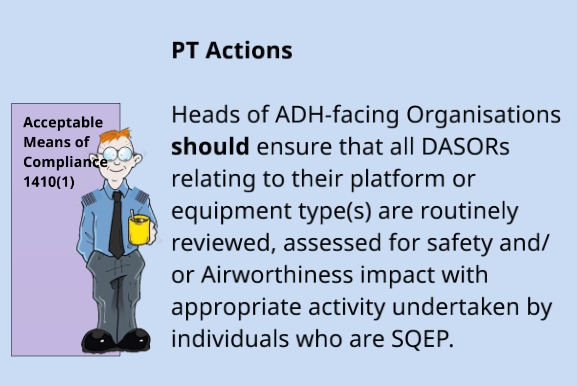 PT Actions
Acceptable
Means of
Compliance
1410(1)
Heads of ADH-facing Organisations
should ensure that all DASORs
relating to their platform or
equipment type(s) are routinely
reviewed, assessed for safety and/
or Airworthiness impact with
appropriate activity undertaken by
individuals who are SQEP.